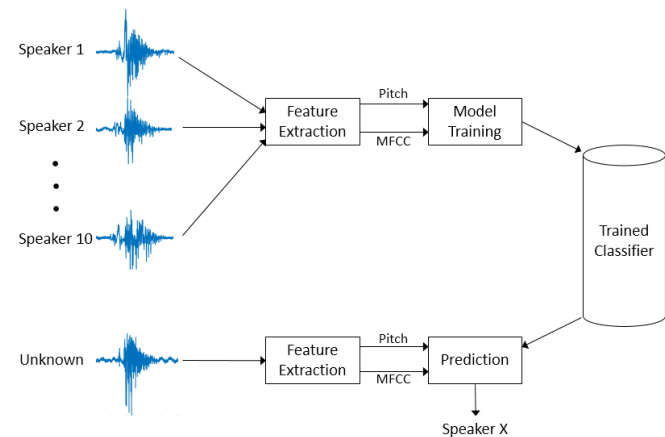 Speaker 1
Speaker 2
Speaker 10
Feature
Extraction
Pitch
MFCC
Model
Training
Trained
Classifier
Unknown
Feature
Extraction
Pitch
MFCC
Prediction
Speaker X